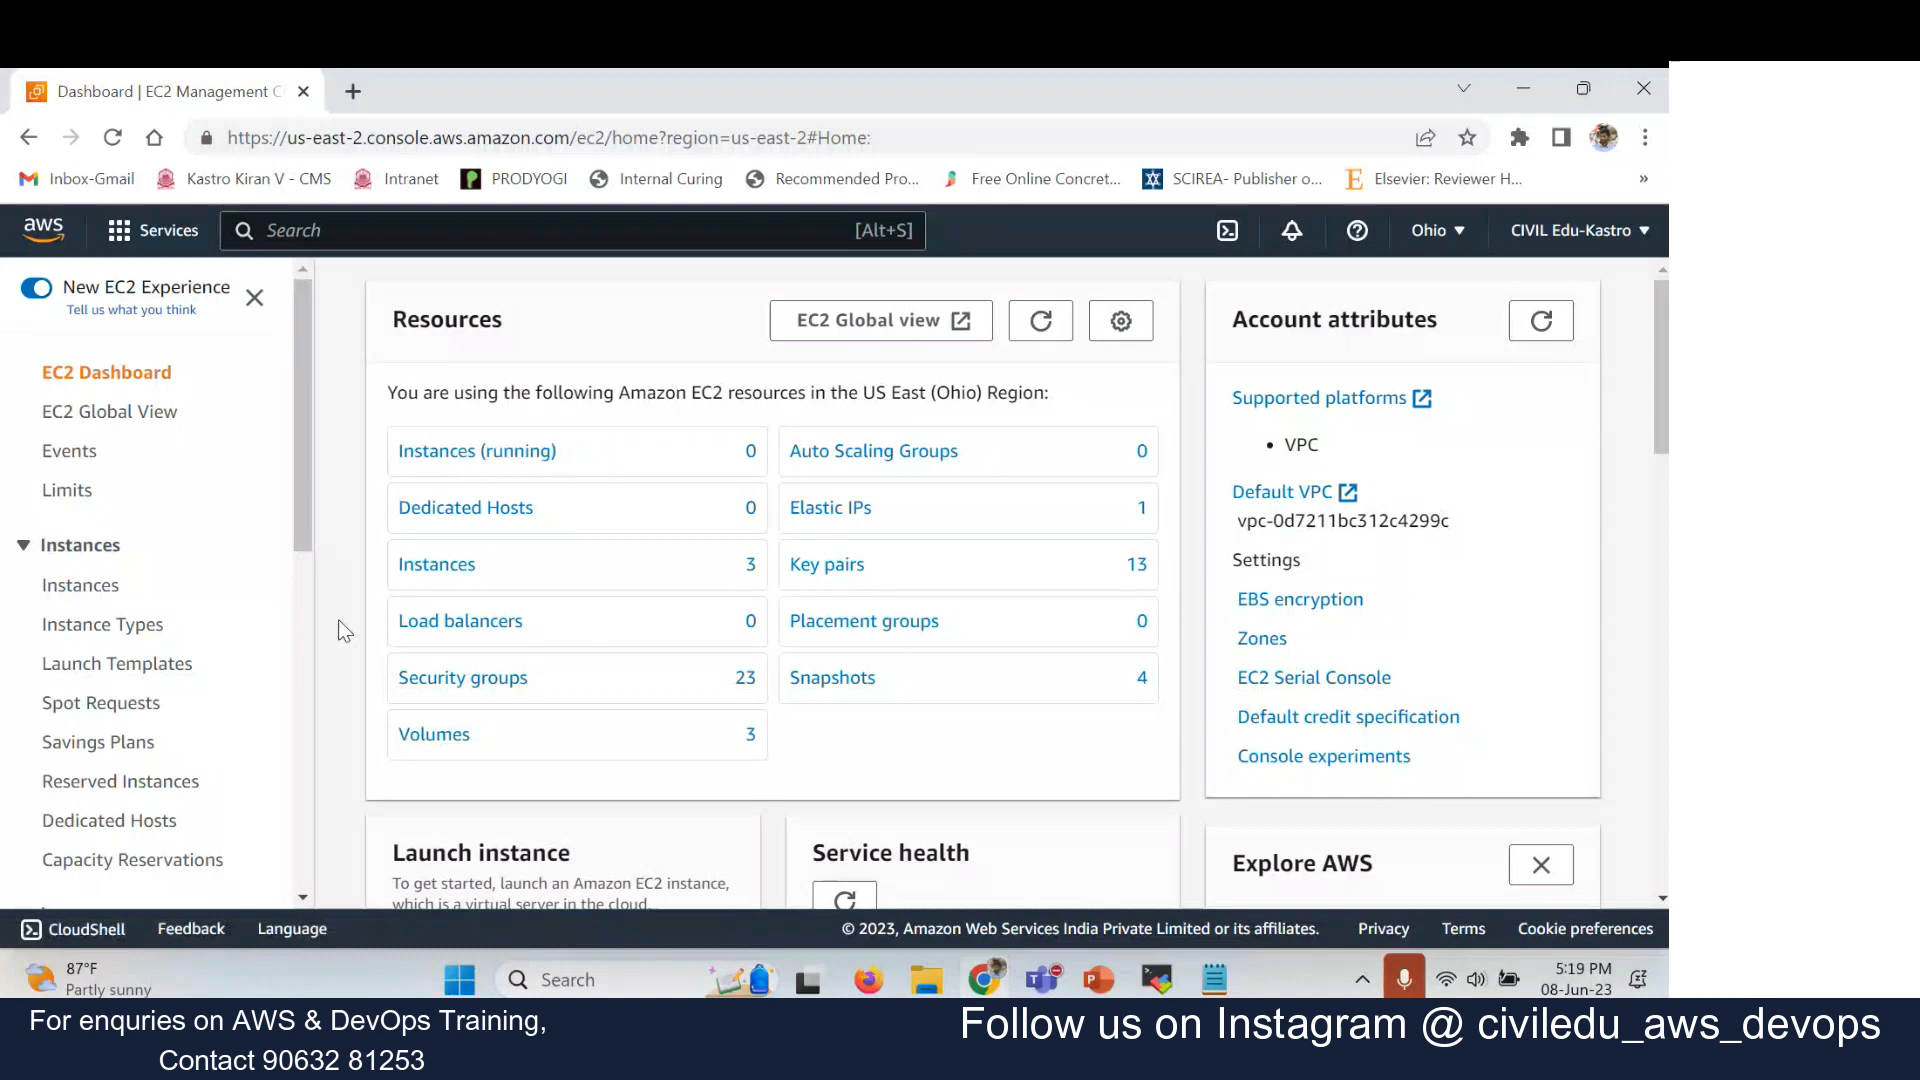 Dashboard | EC2 Management C
https://us-east-2.console.aws.amazon.com/ec2/home?region=us-east-2#Home:
Inbox-Gmail
Kastro Kiran V - CMS
Intranet
PRODYOGI
Internal Curing
Recommended Pro...
Free Online Concret...
SCIREA- Publisher o...
Elsevier: Reviewer H...
»
aws
Services
Search
[Alt+S]
Ohio
CIVIL Edu-Kastro
New EC2 Experience
Tell us what you think
EC2 Dashboard
EC2 Global View
Events
Limits
Instances
Instances
Instance Types
Launch Templates
Spot Requests
Savings Plans
Reserved Instances
Dedicated Hosts
Capacity Reservations
Resources
EC2 Global view
You are using the following Amazon EC2 resources in the US East (Ohio) Region:
Instances (running) 0
Auto Scaling Groups 0
Dedicated Hosts 0
Elastic IPs 1
Instances 3
Key pairs 13
Load balancers 0
Placement groups 0
Security groups 23
Snapshots 4
Volumes 3
Launch instance
To get started, launch an Amazon EC2 instance,
which is a virtual server in the cloud.
Service health
Account attributes
Supported platforms
• VPC
Default VPC
vpc-0d7211bc312c4299c
Settings
EBS encryption
Zones
EC2 Serial Console
Default credit specification
Console experiments
Explore AWS
CloudShell
Feedback
Language
© 2023, Amazon Web Services India Private Limited or its affiliates.
Privacy
Terms
Cookie preferences
87°F
Partly sunny
Search
5:19 PM
08-Jun-23
For enquries on AWS & DevOps Training,
Contact 90632 81253
Follow us on Instagram @ civiledu_aws_devops